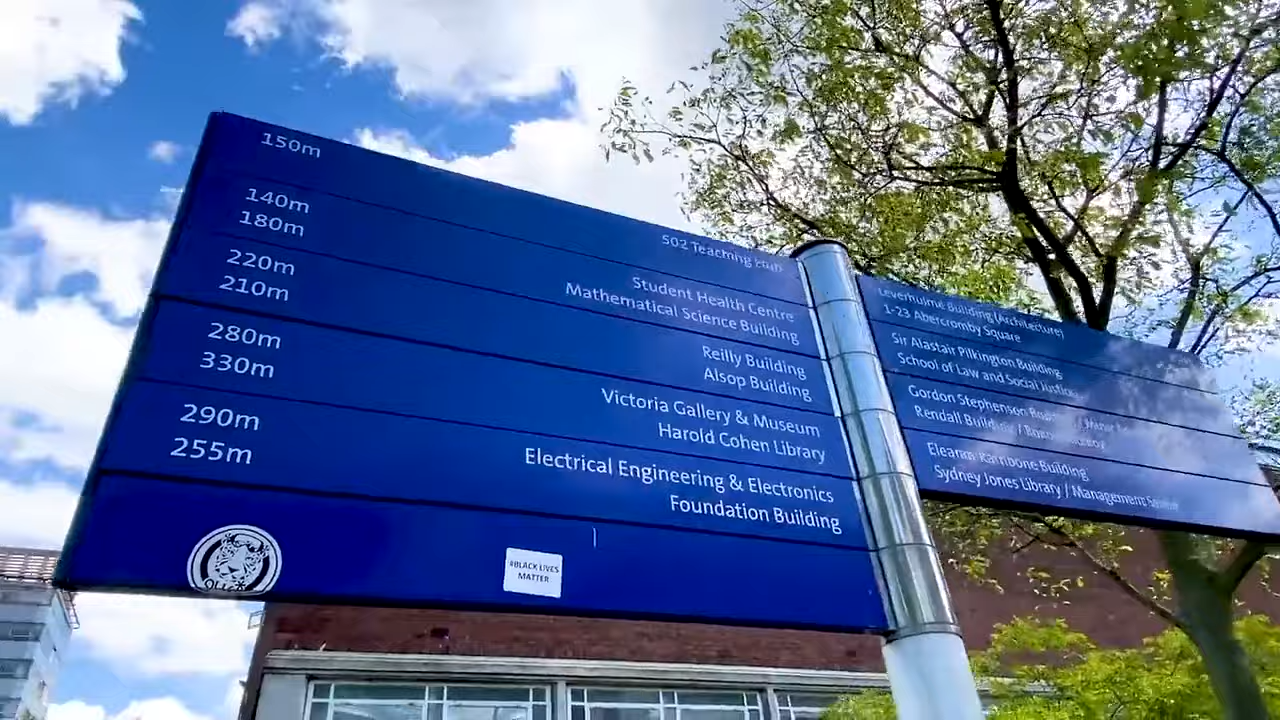 150m
502 Teaching Hub
140m Student Health Centre
180m Mathematical Science Building
220m Reilly Building
210m Alsop Building
280m Victoria Gallery & Museum
330m Harold Cohen Library
290m Electrical Engineering & Electronics
255m Foundation Building
#BLACK LIVES
MATTER
Leverhulme Building (Architecture)
1-23 Abercromby Square
Sir Alastair Pilkington Building
School of Law and Social Justice
Gordon Stephenson
Rendall Building /
Eleanor Rathbone Building
Sydney Jones Library / Management School